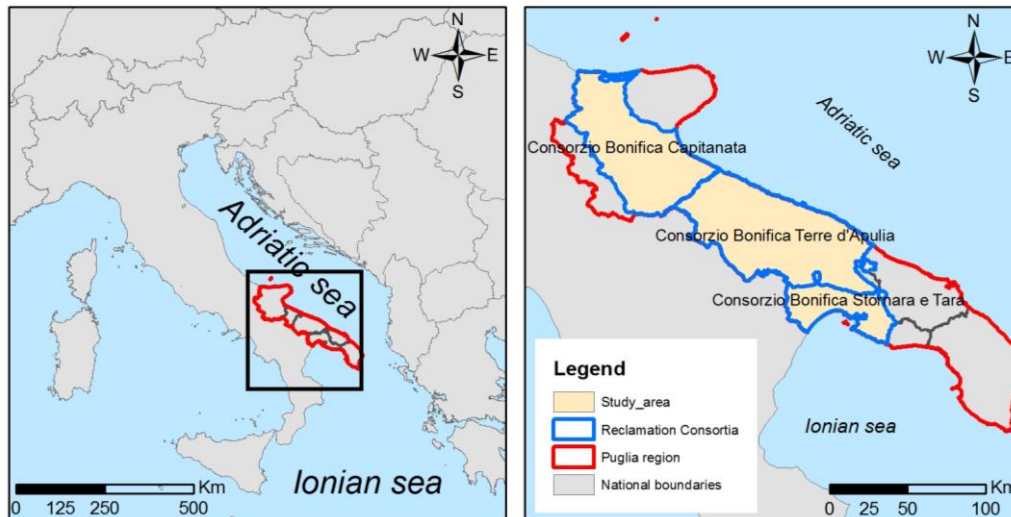 N
W E
S
Adriatic sea
Ionian sea
Km
0 125 250 500
N
W E
S
Adriatic sea
Consorzio Bonifica Capitanata
Consorzio Bonifica Terre d'Apulia
Consorzio Bonifica Stornara e Tara
Ionian sea
Legend
Study_area
Reclamation Consortia
Puglia region
National boundaries
Km
0 25 50 100